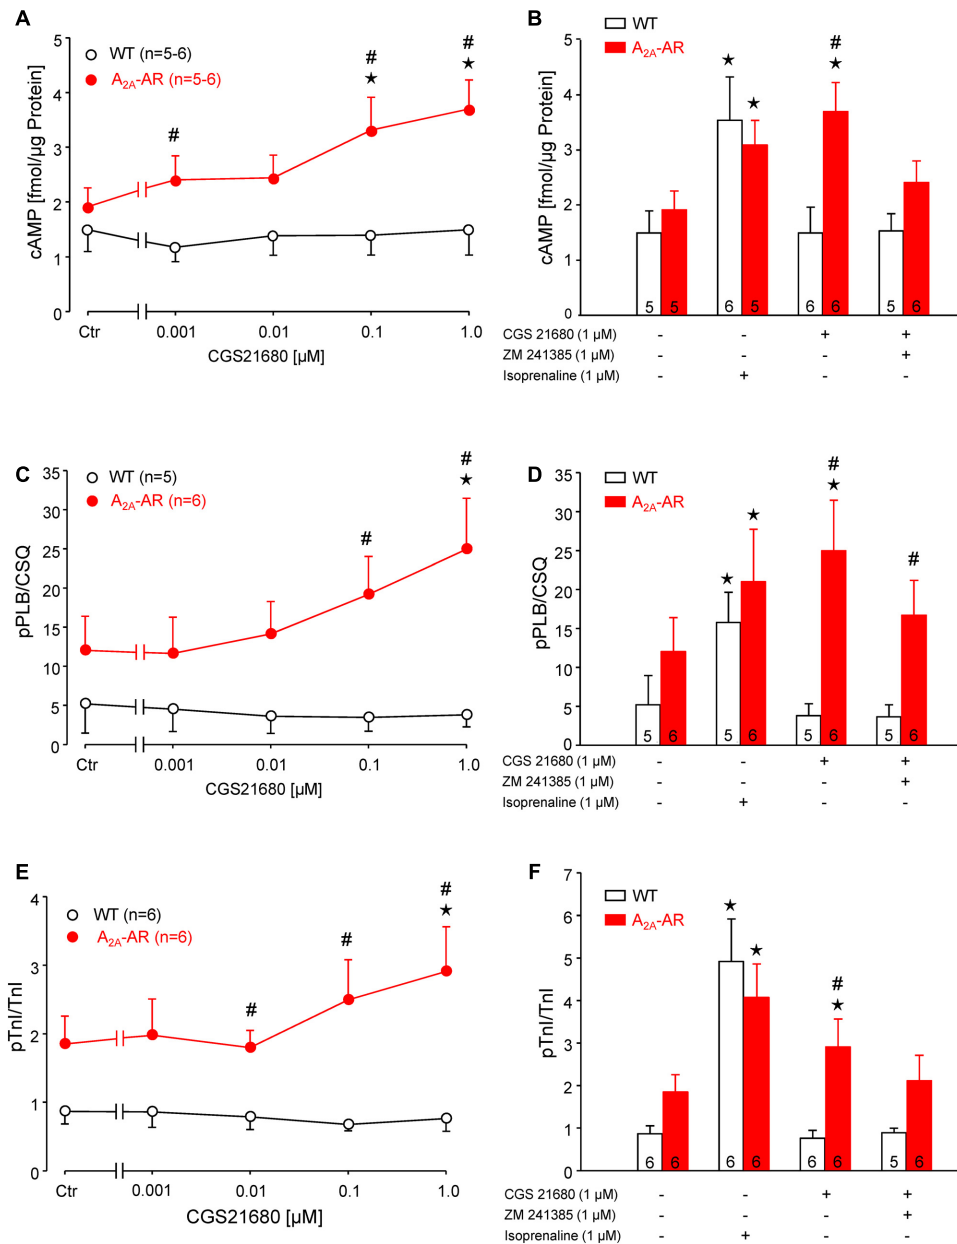 A
WT (n=5-6)
A2A-AR (n=5-6)
cAMP [fmol/µg Protein]
5
4
3
2
1
0
#
#
★
#
★
Ctr 0.001 0.01 0.1 1.0
CGS21680 [µM]
B
WT
A2A-AR
cAMP [fmol/µg Protein]
5
4
3
2
1
0
★
★
#
★
5 5 6 6 6 6 5 6
CGS 21680 (1 µM) - - + +
ZM 241385 (1 µM) - - - +
Isoprenaline (1 µM) - + - -
C
WT (n=5)
A2A-AR (n=6)
pPLB/CSQ
35
30
25
20
15
10
5
0
#
#
★
Ctr 0.001 0.01 0.1 1.0
CGS21680 [µM]
D
WT
A2A-AR
pPLB/CSQ
35
30
25
20
15
10
5
0
★
★
#
★
#
5 6 5 6 5 6 5 6
CGS 21680 (1 µM) - - + +
ZM 241385 (1 µM) - - - +
Isoprenaline (1 µM) - + - -
E
WT (n=6)
A2A-AR (n=6)
pTnI/TnI
4
3
2
1
0
#
#
#
★
Ctr 0.001 0.01 0.1 1.0
CGS21680 [µM]
F
WT
A2A-AR
pTnI/TnI
7
6
5
4
3
2
1
0
★
★
#
★
6 6 6 6 6 6 5 6
CGS 21680 (1 µM) - - + +
ZM 241385 (1 µM) - - - +
Isoprenaline (1 µM) - + - -